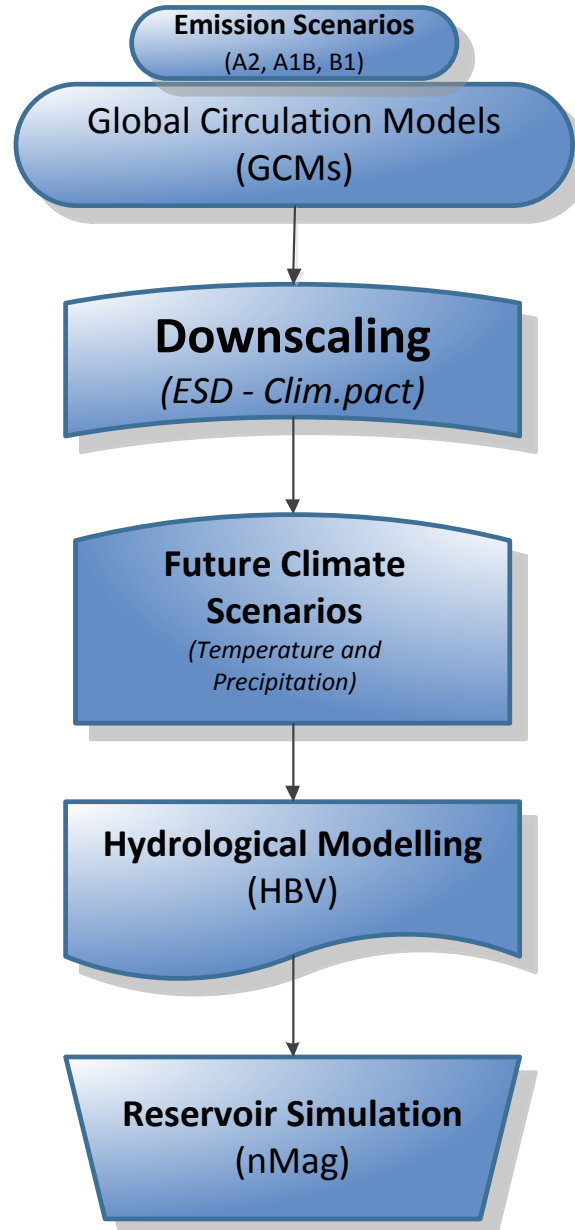 Emission Scenarios
(A2, A1B, B1)
Global Circulation Models
(GCMs)
Downscaling
(ESD - Clim.pact)
Future Climate
Scenarios
(Temperature and
Precipitation)
Hydrological Modelling
(HBV)
Reservoir Simulation
(nMag)